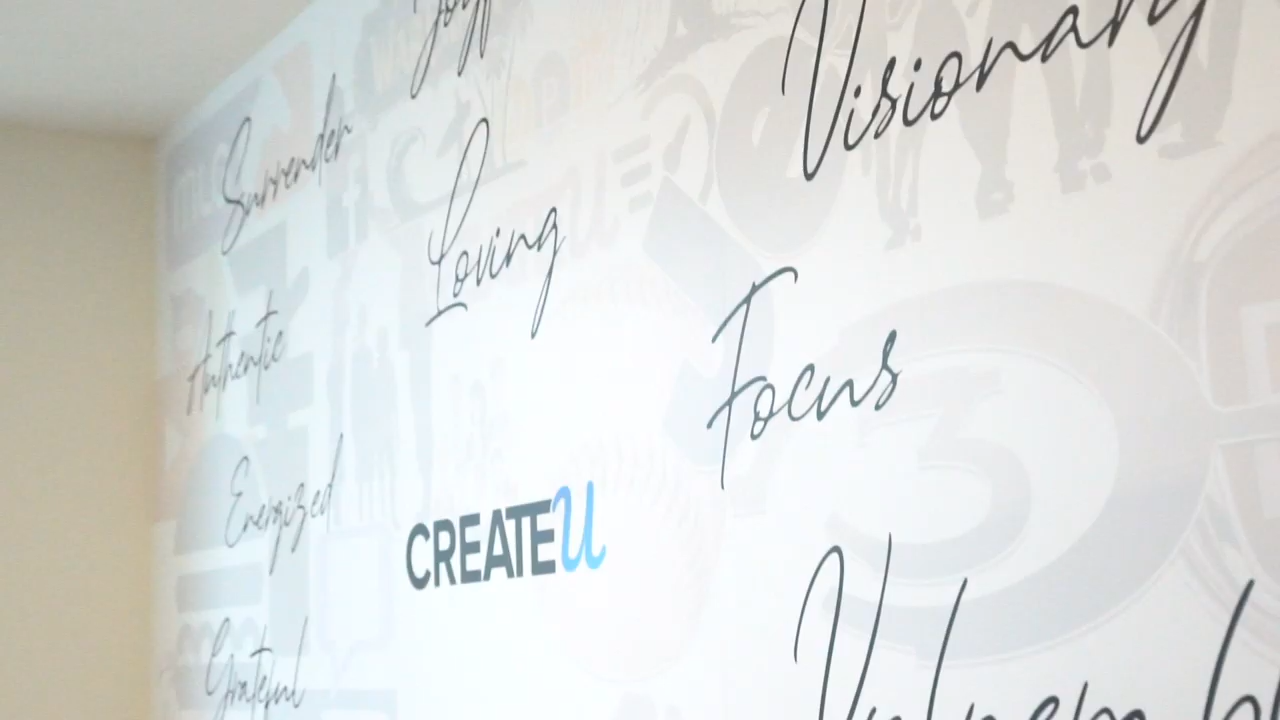 Surrender
Visionary
Loving
Authentic
Focus
Energized
CREATEU
Grateful